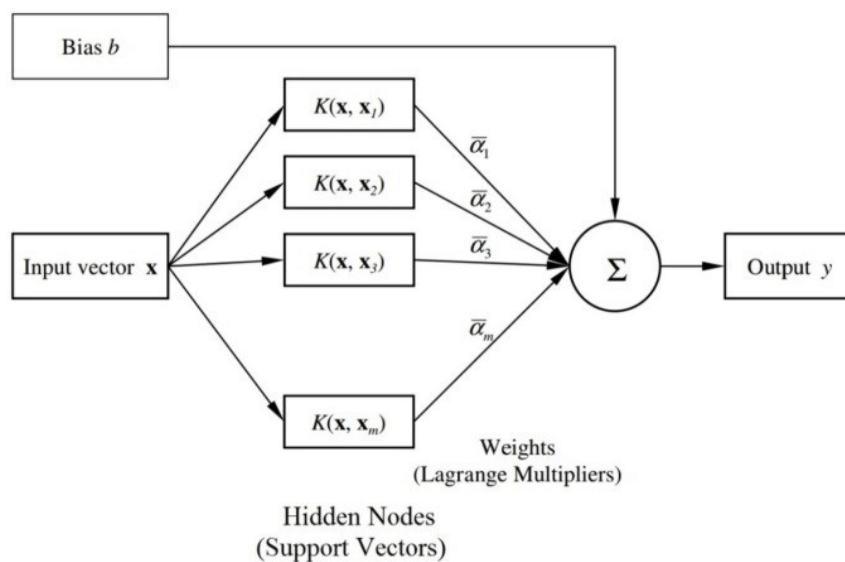 Bias b
K(x, x₁)
ᾱ₁
K(x, x₂)
ᾱ₂
Input vector x
K(x, x₃)
ᾱ₃
Σ
Output y
ᾱₘ
K(x, xₘ)
Weights
(Lagrange Multipliers)
Hidden Nodes
(Support Vectors)